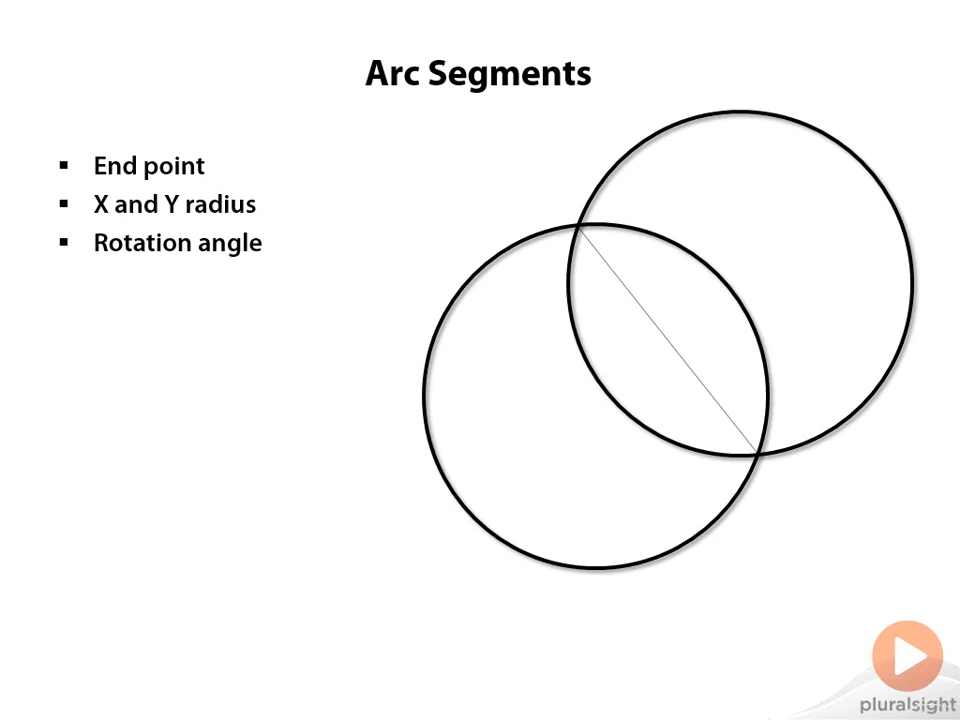 Arc Segments
▪ End point
▪ X and Y radius
▪ Rotation angle
pluralsight